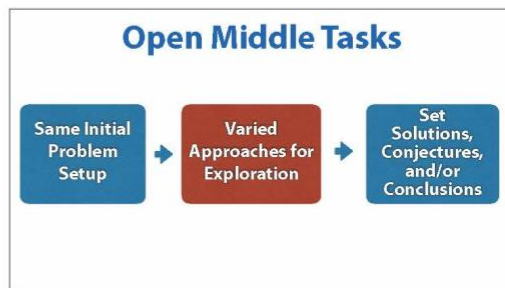 Open Middle Tasks
Same Initial
Problem
Setup
Varied
Approaches for
Exploration
Set
Solutions,
Conjectures,
and/or
Conclusions